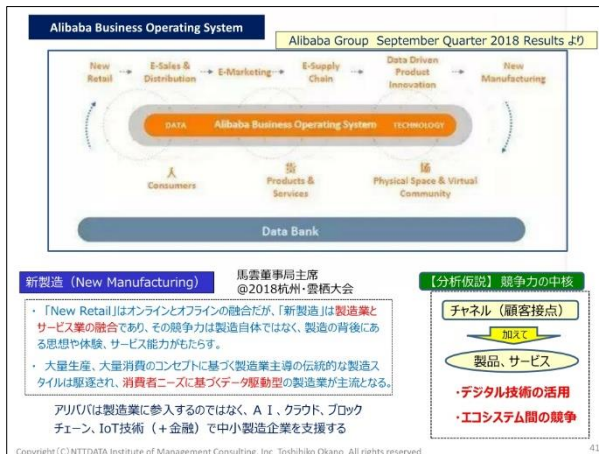 Alibaba Business Operating System
Alibaba Group September Quarter 2018 Results より
New Retail
E-Sales & Distribution
E-Marketing
E-Supply Chain
Data Driven Product Innovation
New Manufacturing
DATA Alibaba Business Operating System TECHNOLOGY
人 货 场
Consumers
Products & Services
Physical Space & Virtual Community
Data Bank
新製造（New Manufacturing）
馬雲董事局主席
@2018杭州・雲栖大会
・「New Retail」はオンラインとオフラインの融合だが、「新製造」は製造業と
サービス業の融合であり、その競争力は製造自体ではなく、製造の背後にあ
る思想や体験、サービス能力がもたらす。
・ 大量生産、大量消費のコンセプトに基づく製造業主導の伝統的な製造ス
タイルは駆逐され、消費者ニーズに基づくデータ駆動型の製造業が主流となる。
アリババは製造業に参入するのではなく、ＡＩ、クラウド、ブロック
チェーン、IoT技術（＋金融）で中小製造企業を支援する
【分析仮説】競争力の中核
チャネル（顧客接点）
加えて
製品、サービス
・デジタル技術の活用
・エコシステム間の競争
Copyright（C）NTTDATA Institute of Management Consulting, Inc. Toshihiko Okano, All rights reserved
41